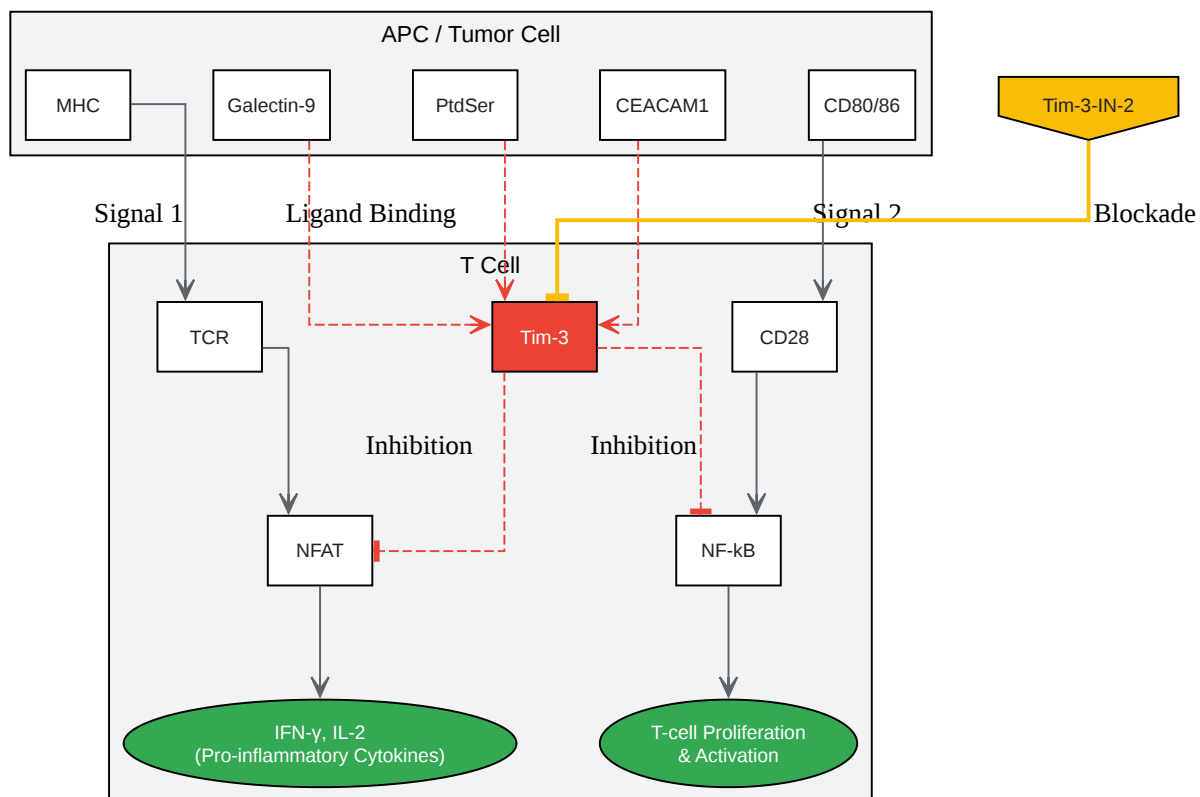 APC / Tumor Cell
MHC
Galectin-9
PtdSer
CEACAM1
CD80/86
Tim-3-IN-2
Signal 1
Ligand Binding
Signal 2
Blockade
T Cell
TCR
Tim-3
CD28
Inhibition
Inhibition
NFAT
NF-kB
IFN-γ, IL-2
(Pro-inflammatory Cytokines)
T-cell Proliferation
& Activation